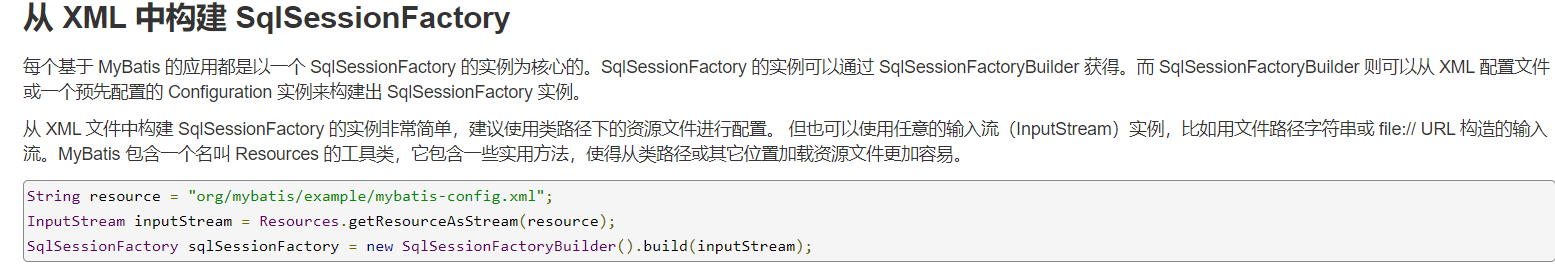 从 XML 中构建 SqlSessionFactory
每个基于 MyBatis 的应用都是以一个 SqlSessionFactory 的实例为核心的。SqlSessionFactory 的实例可以通过 SqlSessionFactoryBuilder 获得。而 SqlSessionFactoryBuilder 则可以从 XML 配置文件
或一个预先配置的 Configuration 实例来构建出 SqlSessionFactory 实例。
从 XML 文件中构建 SqlSessionFactory 的实例非常简单，建议使用类路径下的资源文件进行配置。 但也可以使用任意的输入流（InputStream）实例，比如用文件路径字符串或 file:// URL 构造的输入
流。MyBatis 包含一个名叫 Resources 的工具类，它包含一些实用方法，使得从类路径或其它位置加载资源文件更加容易。
String resource = "org/mybatis/example/mybatis-config.xml";
InputStream inputStream = Resources.getResourceAsStream(resource);
SqlSessionFactory sqlSessionFactory = new SqlSessionFactoryBuilder().build(inputStream);